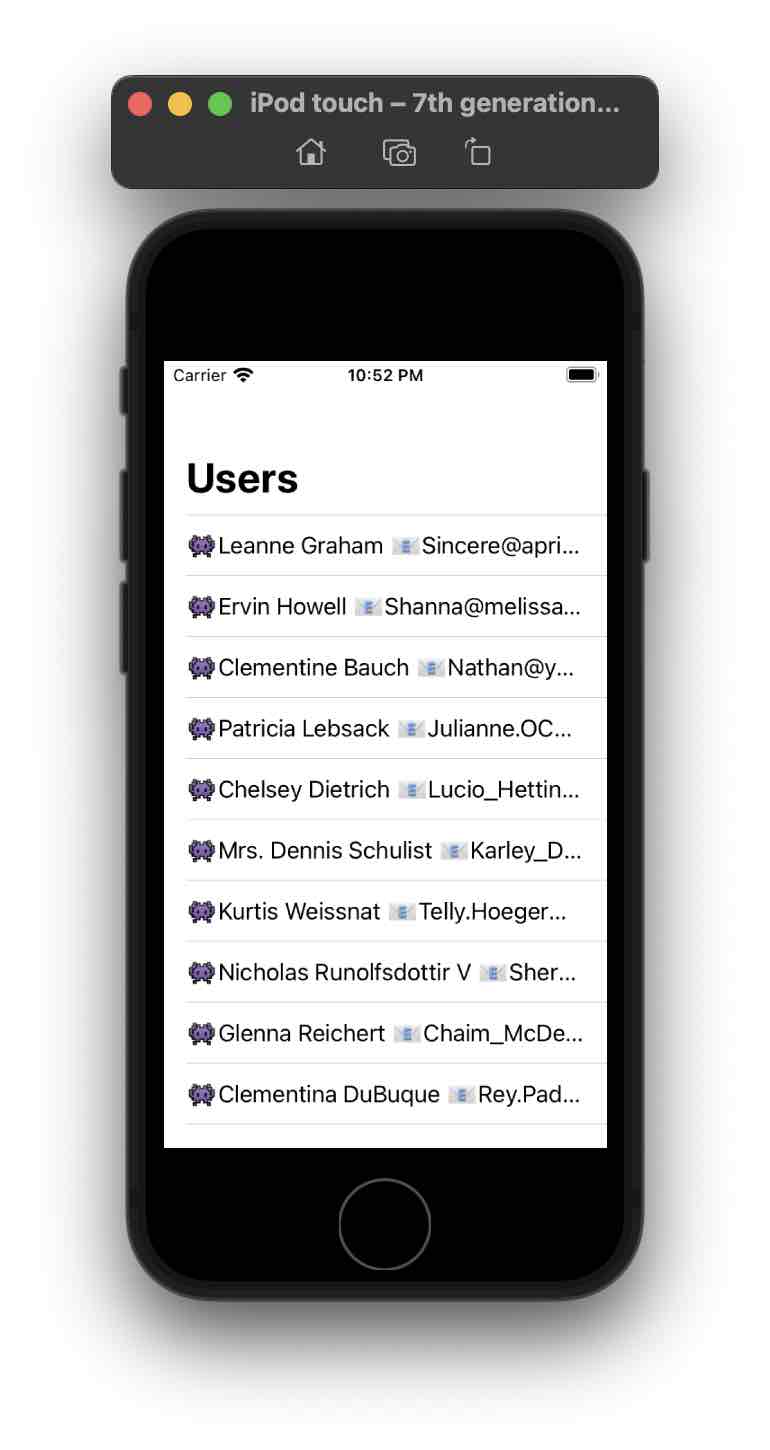 iPod touch – 7th generation...
Carrier 10:52 PM
Users
👾Leanne Graham 📧Sincere@apri...
👾Ervin Howell 📧Shanna@melissa...
👾Clementine Bauch 📧Nathan@y...
👾Patricia Lebsack 📧Julianne.OC...
👾Chelsey Dietrich 📧Lucio_Hettin...
👾Mrs. Dennis Schulist 📧Karley_D...
👾Kurtis Weissnat 📧Telly.Hoeger...
👾Nicholas Runolfsdottir V 📧Sher...
👾Glenna Reichert 📧Chaim_McDe...
👾Clementina DuBuque 📧Rey.Pad...